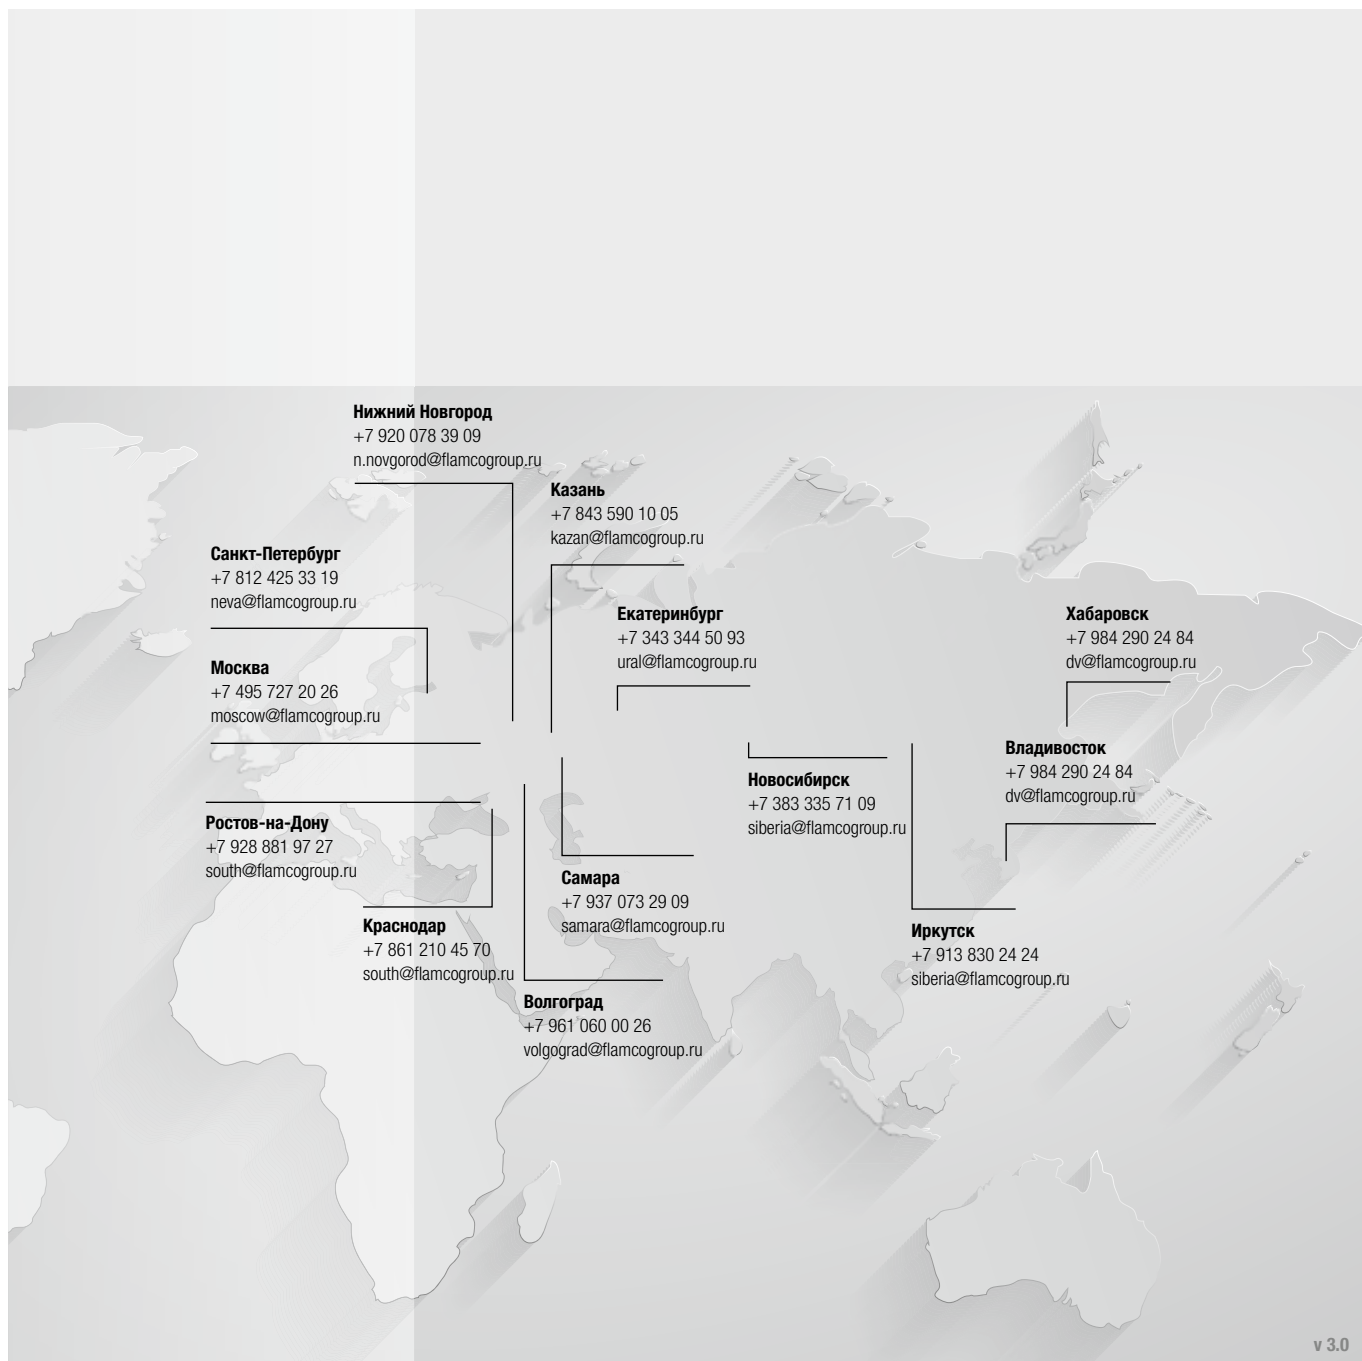 Нижний Новгород
+7 920 078 39 09
n.novgorod@flamcogroup.ru
Казань
+7 843 590 10 05
kazan@flamcogroup.ru
Санкт-Петербург
+7 812 425 33 19
neva@flamcogroup.ru
Екатеринбург
+7 343 344 50 93
ural@flamcogroup.ru
Хабаровск
+7 984 290 24 84
dv@flamcogroup.ru
Москва
+7 495 727 20 26
moscow@flamcogroup.ru
Владивосток
+7 984 290 24 84
dv@flamcogroup.ru
Новосибирск
+7 383 335 71 09
siberia@flamcogroup.ru
Ростов-на-Дону
+7 928 881 97 27
south@flamcogroup.ru
Самара
+7 937 073 29 09
samara@flamcogroup.ru
Краснодар
+7 861 210 45 70
south@flamcogroup.ru
Иркутск
+7 913 830 24 24
siberia@flamcogroup.ru
Волгоград
+7 961 060 00 26
volgograd@flamcogroup.ru
v 3.0